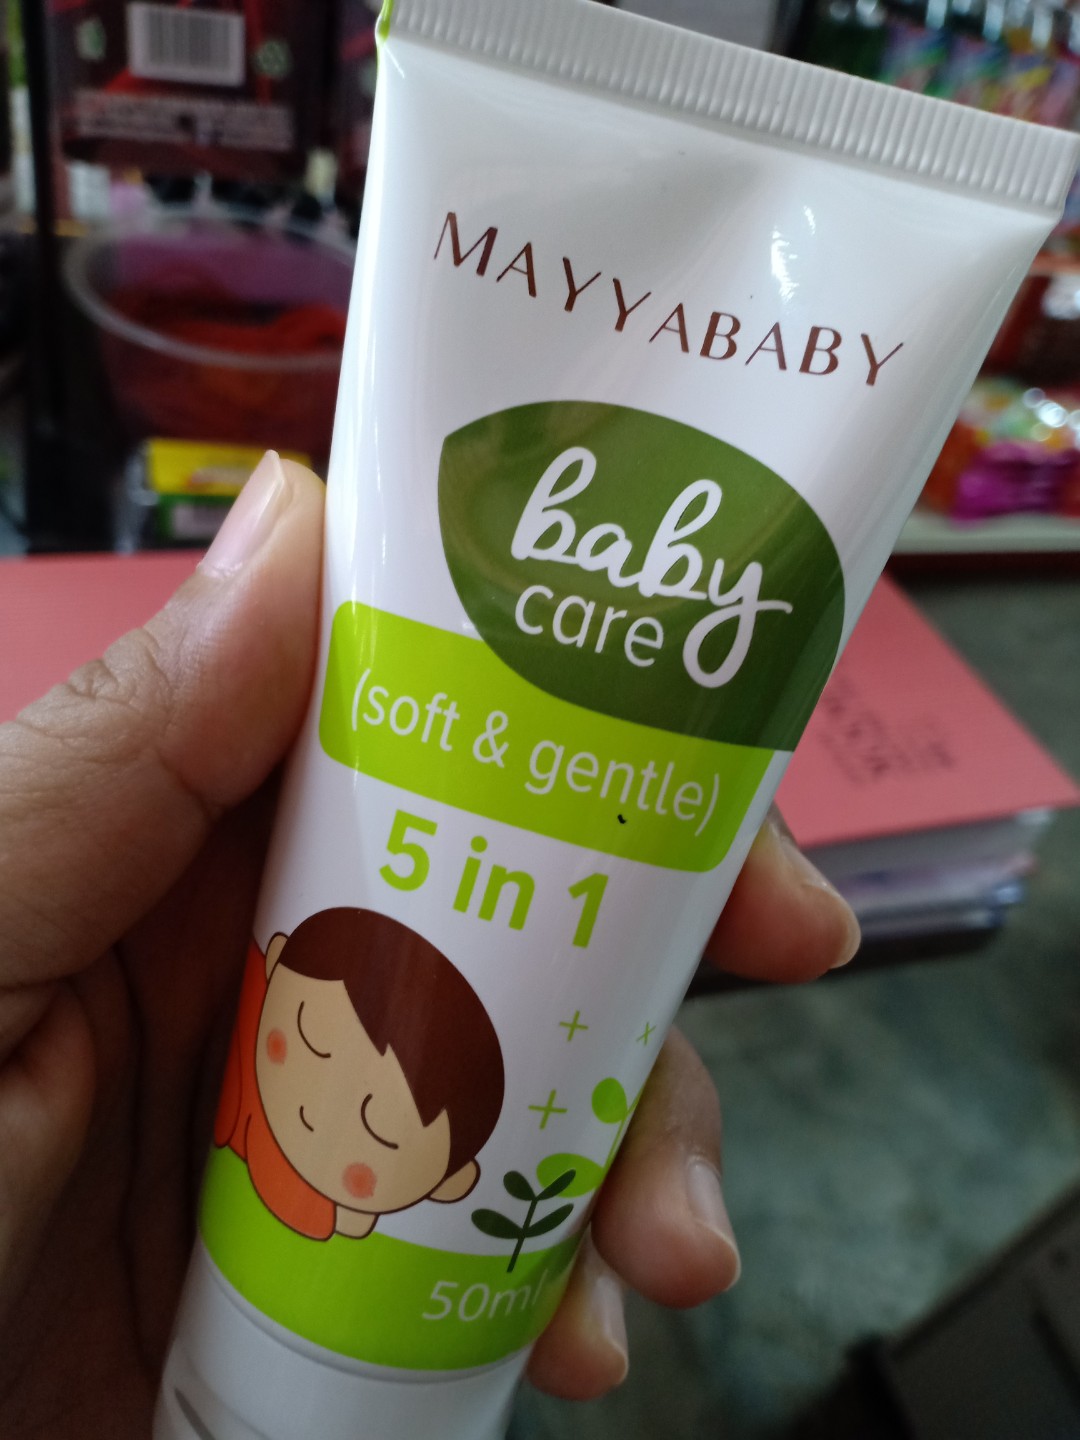 MAYYABABY
baby
care
(soft & gentle)
5 in 1
50ml